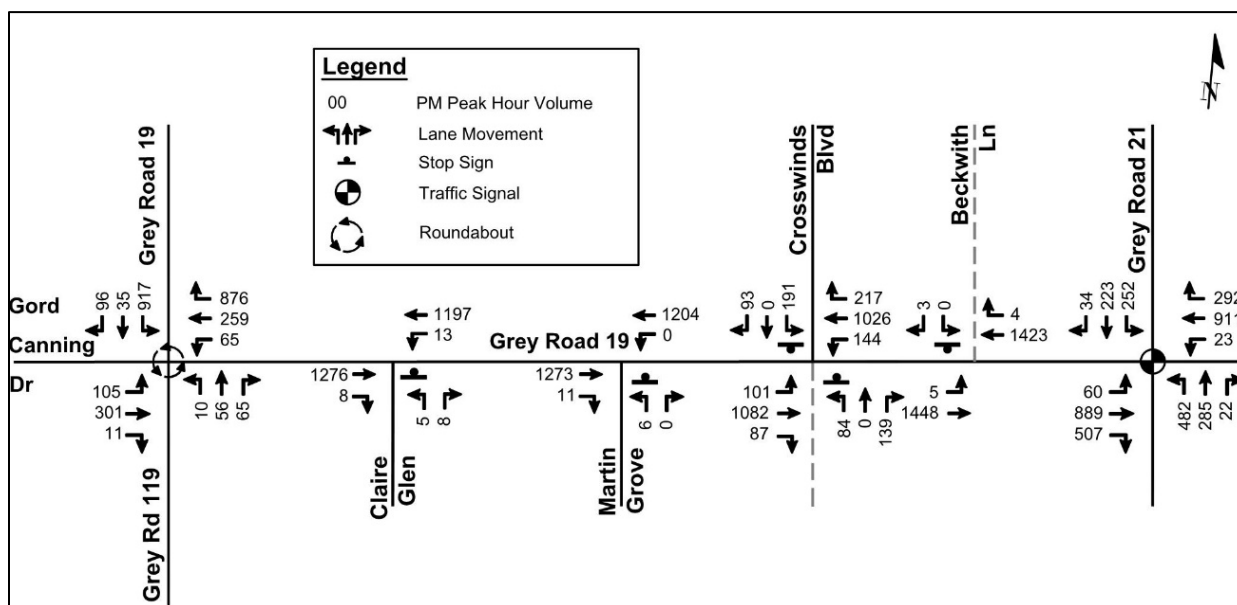 Legend
00 PM Peak Hour Volume
Lane Movement
Stop Sign
Traffic Signal
Roundabout
N
Grey Road 19
Crosswinds
Blvd
Beckwith
Ln
Grey Road 21
96 35 917
876
259
65
Gord
Canning
Dr
105
301
11
10 56 65
Grey Rd 119
1197
13
1276
8
5 8
Claire
Glen
Grey Road 19
1204
0
1273
11
6 0
Martin
Grove
93 0 191
217
1026
144
101
1082
87
84 0 139
3 0
4
1423
5
1448
34 223 252
292
911
23
60
889
507
482 285 22